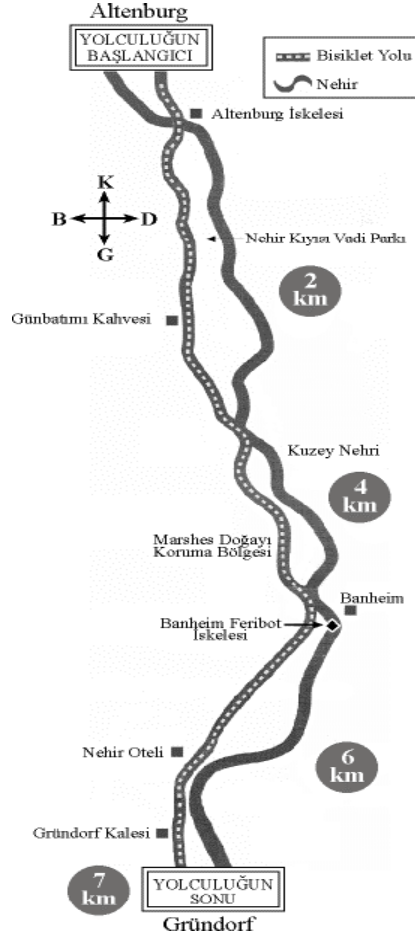 Altenburg
YOLCULUĞUN
BAŞLANGICI
Bisiklet Yolu
Nehir
Altenburg İskelesi
K
B
D
G
Nehir Kıyısı Vadi Parkı
2
km
Günbatımı Kahvesi
Kuzey Nehri
4
km
Marshes Doğayı
Koruma Bölgesi
Banheim
Banheim Feribot
İskelesi
Nehir Oteli
6
km
Gründorf Kalesi
7
km
YOLCULUĞUN
SONU
Gründorf